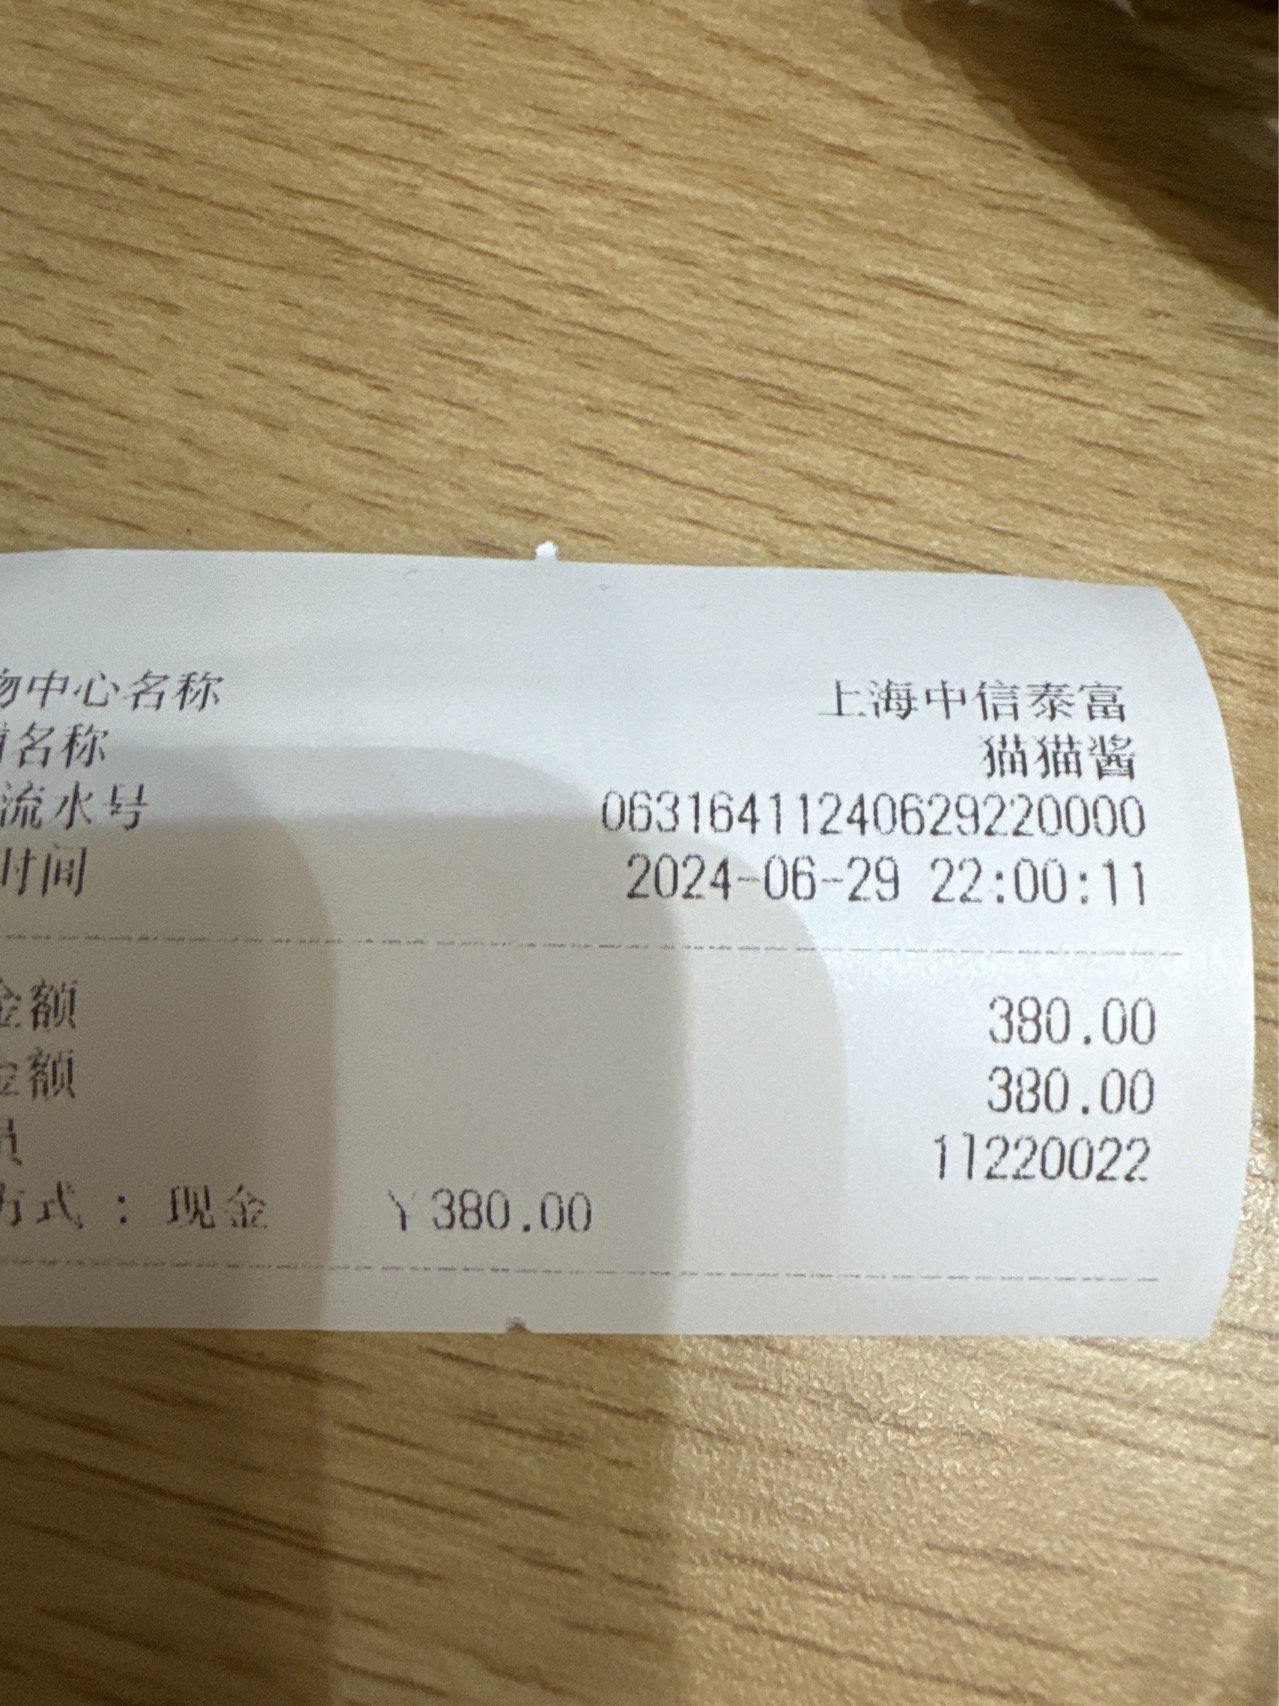 物中心名称 上海中信泰富
名称 猫猫酱
流水号 06316411240629220000
时间 2024-06-29 22:00:11
金额 380.00
金额 380.00
员 11220022
方式：现金 ￥380.00